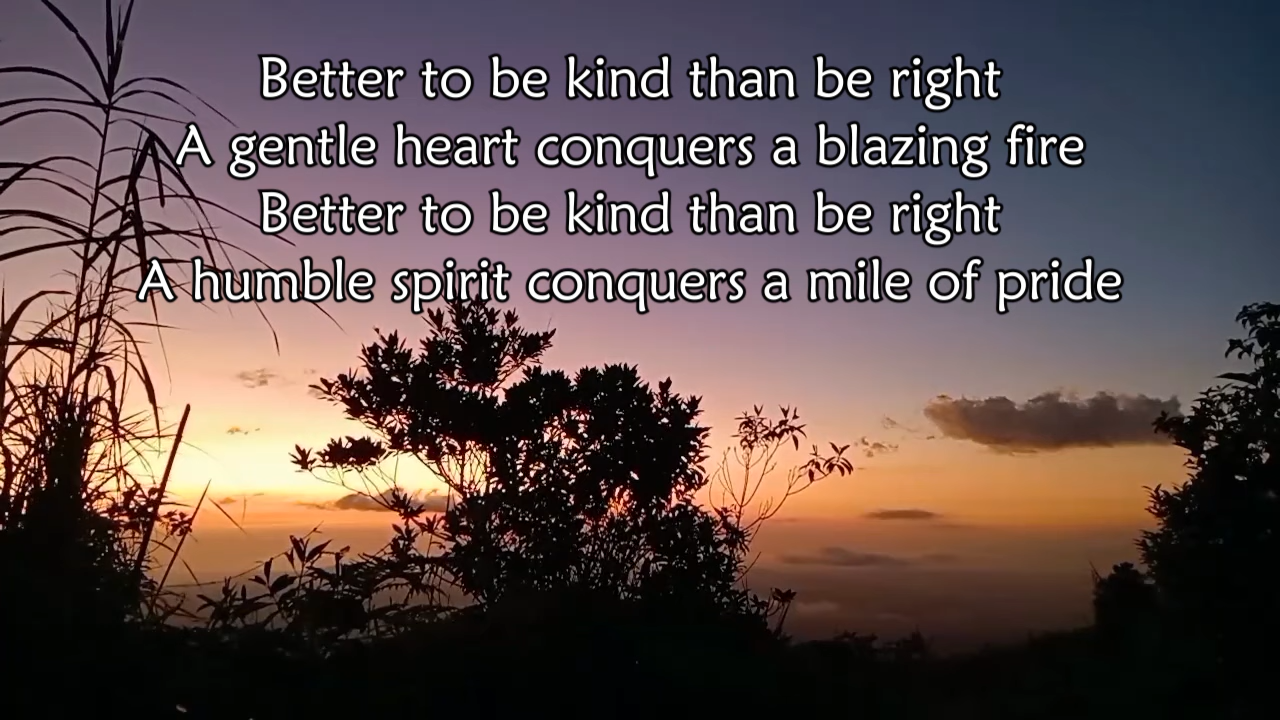 Better to be kind than be right
A gentle heart conquers a blazing fire
Better to be kind than be right
A humble spirit conquers a mile of pride